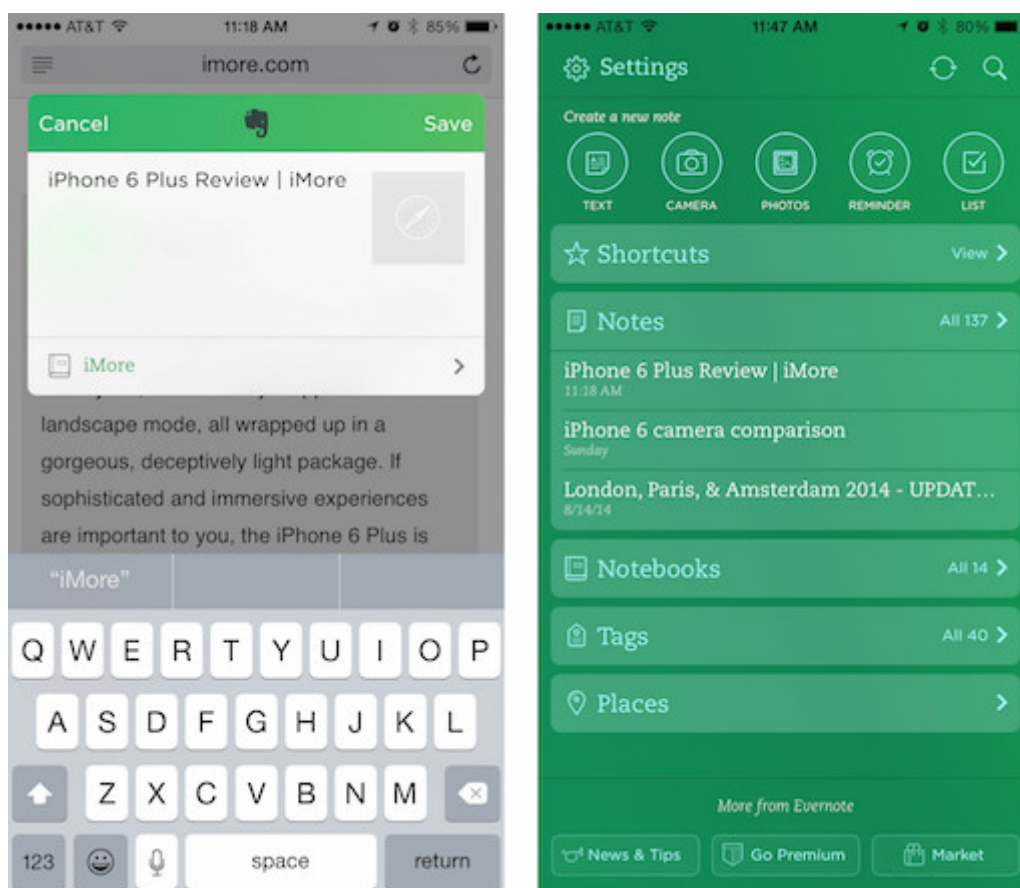 AT&T 11:18 AM 85%
imore.com
Cancel Save
iPhone 6 Plus Review | iMore
iMore
landscape mode, all wrapped up in a
gorgeous, deceptively light package. If
sophisticated and immersive experiences
are important to you, the iPhone 6 Plus is
“iMore”
Q W E R T Y U I O P
A S D F G H J K L
Z X C V B N M
123 space return
AT&T 11:47 AM 80%
Settings
Create a new note
TEXT CAMERA PHOTOS REMINDER LIST
Shortcuts View
Notes All 137
iPhone 6 Plus Review | iMore
11:18 AM
iPhone 6 camera comparison
Sunday
London, Paris, & Amsterdam 2014 - UPDAT...
8/14/14
Notebooks All 14
Tags All 40
Places
More from Evernote
News & Tips Go Premium Market